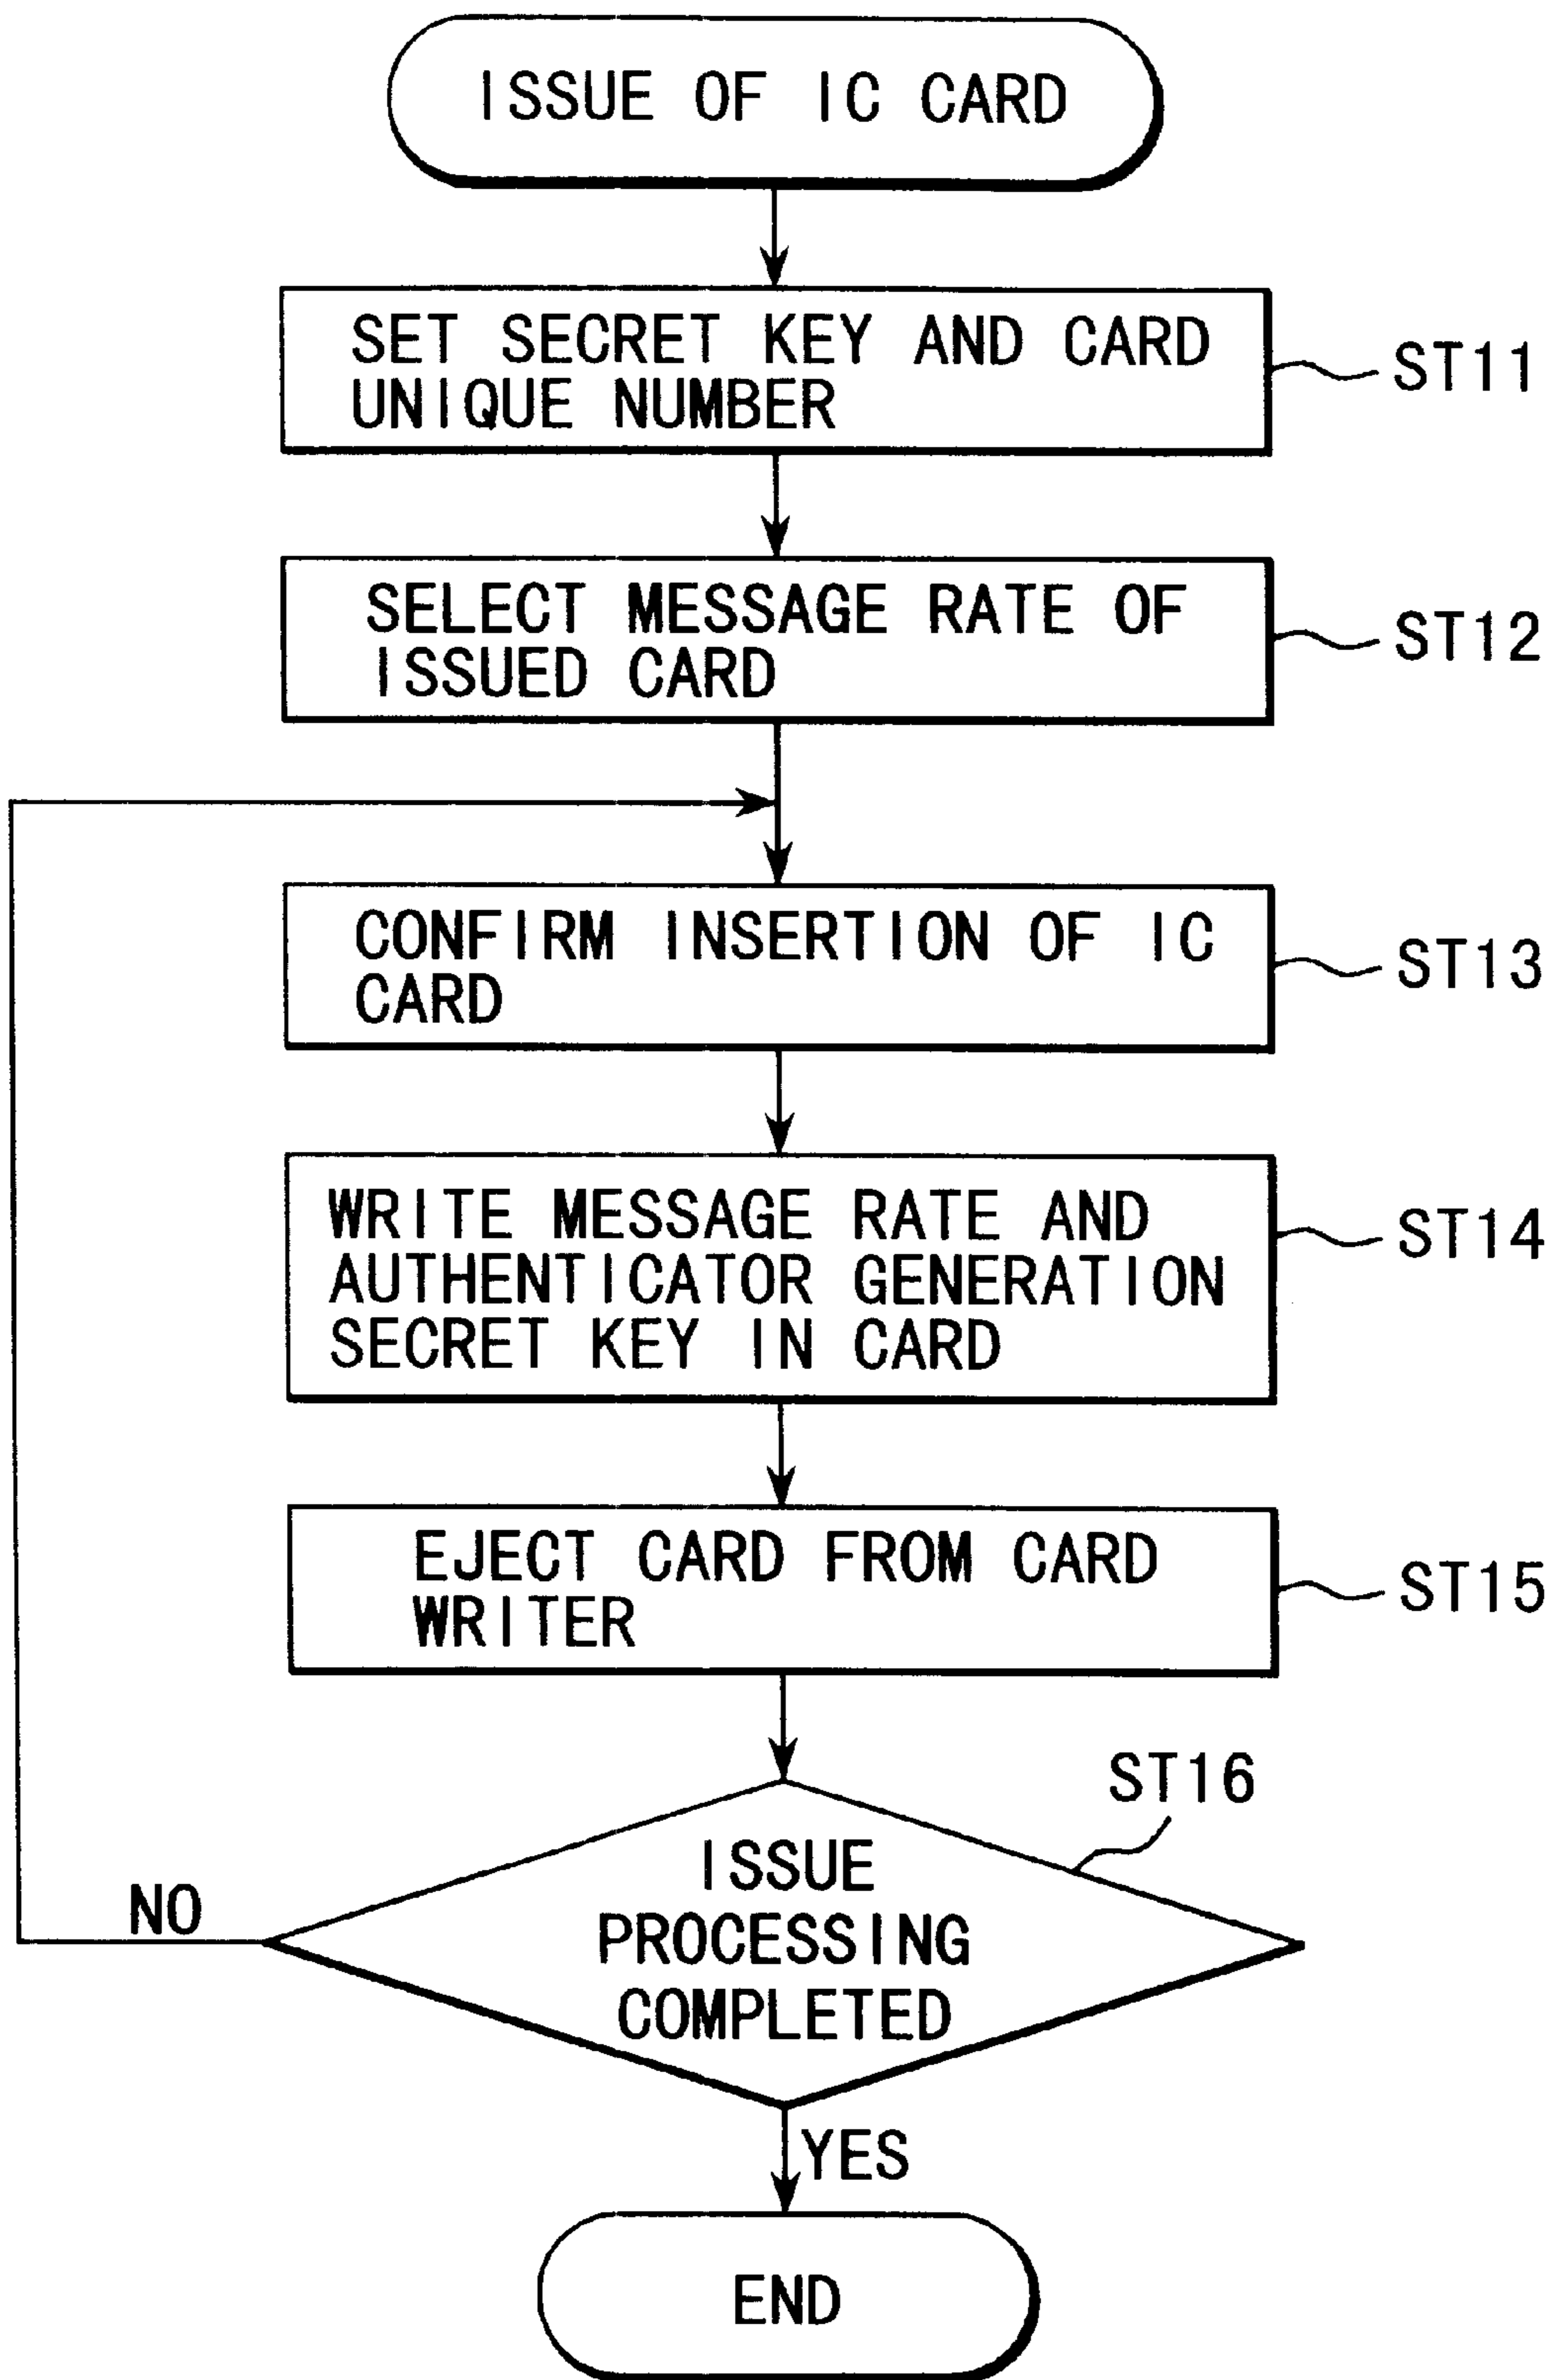 ISSUE OF IC CARD
SET SECRET KEY AND CARD
UNIQUE NUMBER
ST11
SELECT MESSAGE RATE OF
ISSUED CARD
ST12
CONFIRM INSERTION OF IC
CARD
ST13
WRITE MESSAGE RATE AND
AUTHENTICATOR GENERATION
SECRET KEY IN CARD
ST14
EJECT CARD FROM CARD
WRITER
ST15
ST16
ISSUE
PROCESSING
COMPLETED
NO
YES
END